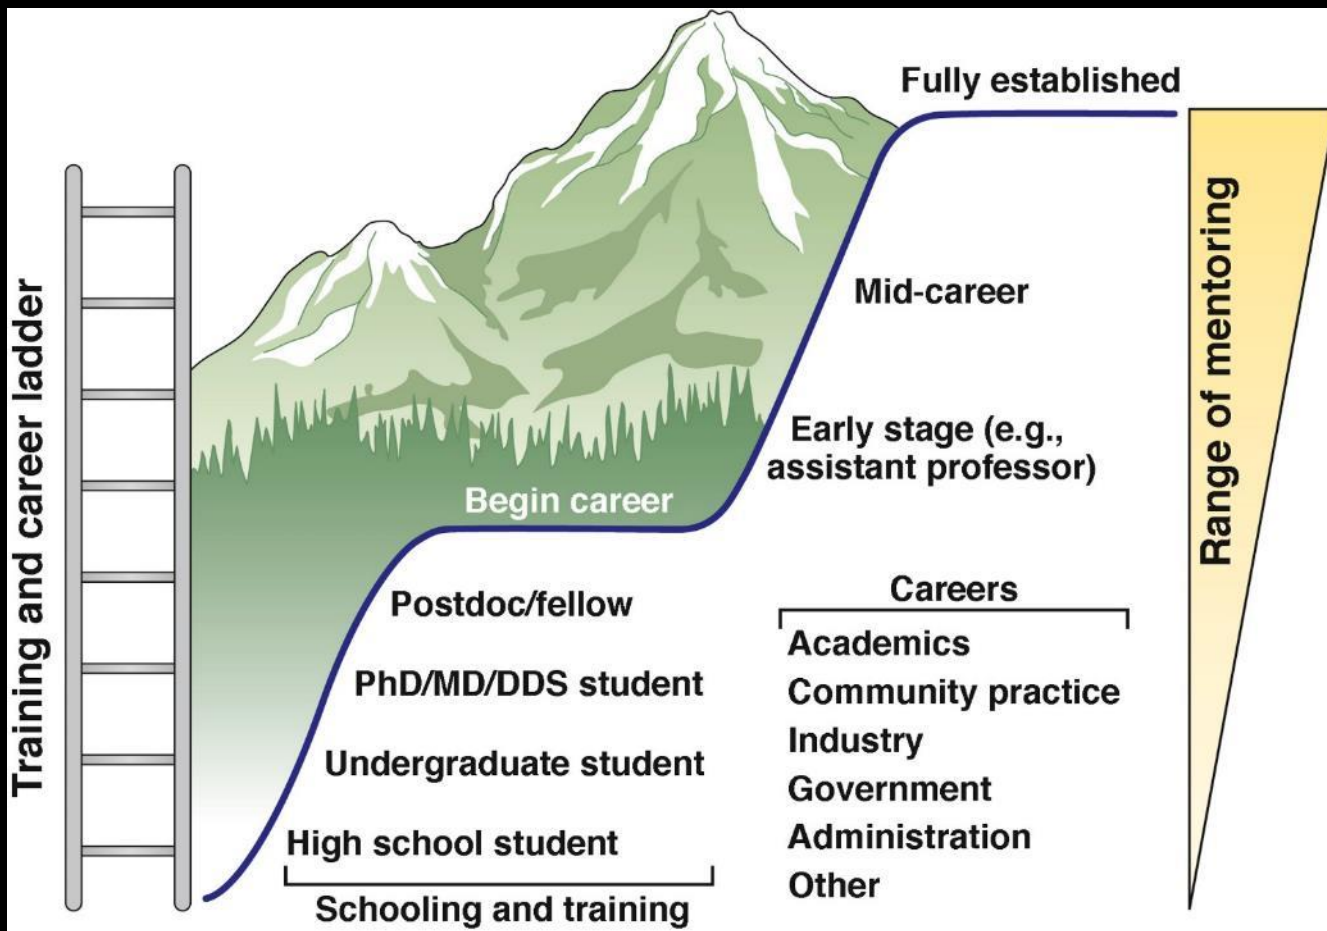 Training and career ladder
Fully established
Mid-career
Early stage (e.g.,
assistant professor)
Begin career
Postdoc/fellow
PhD/MD/DDS student
Undergraduate student
High school student
Schooling and training
Careers
Academics
Community practice
Industry
Government
Administration
Other
Range of mentoring